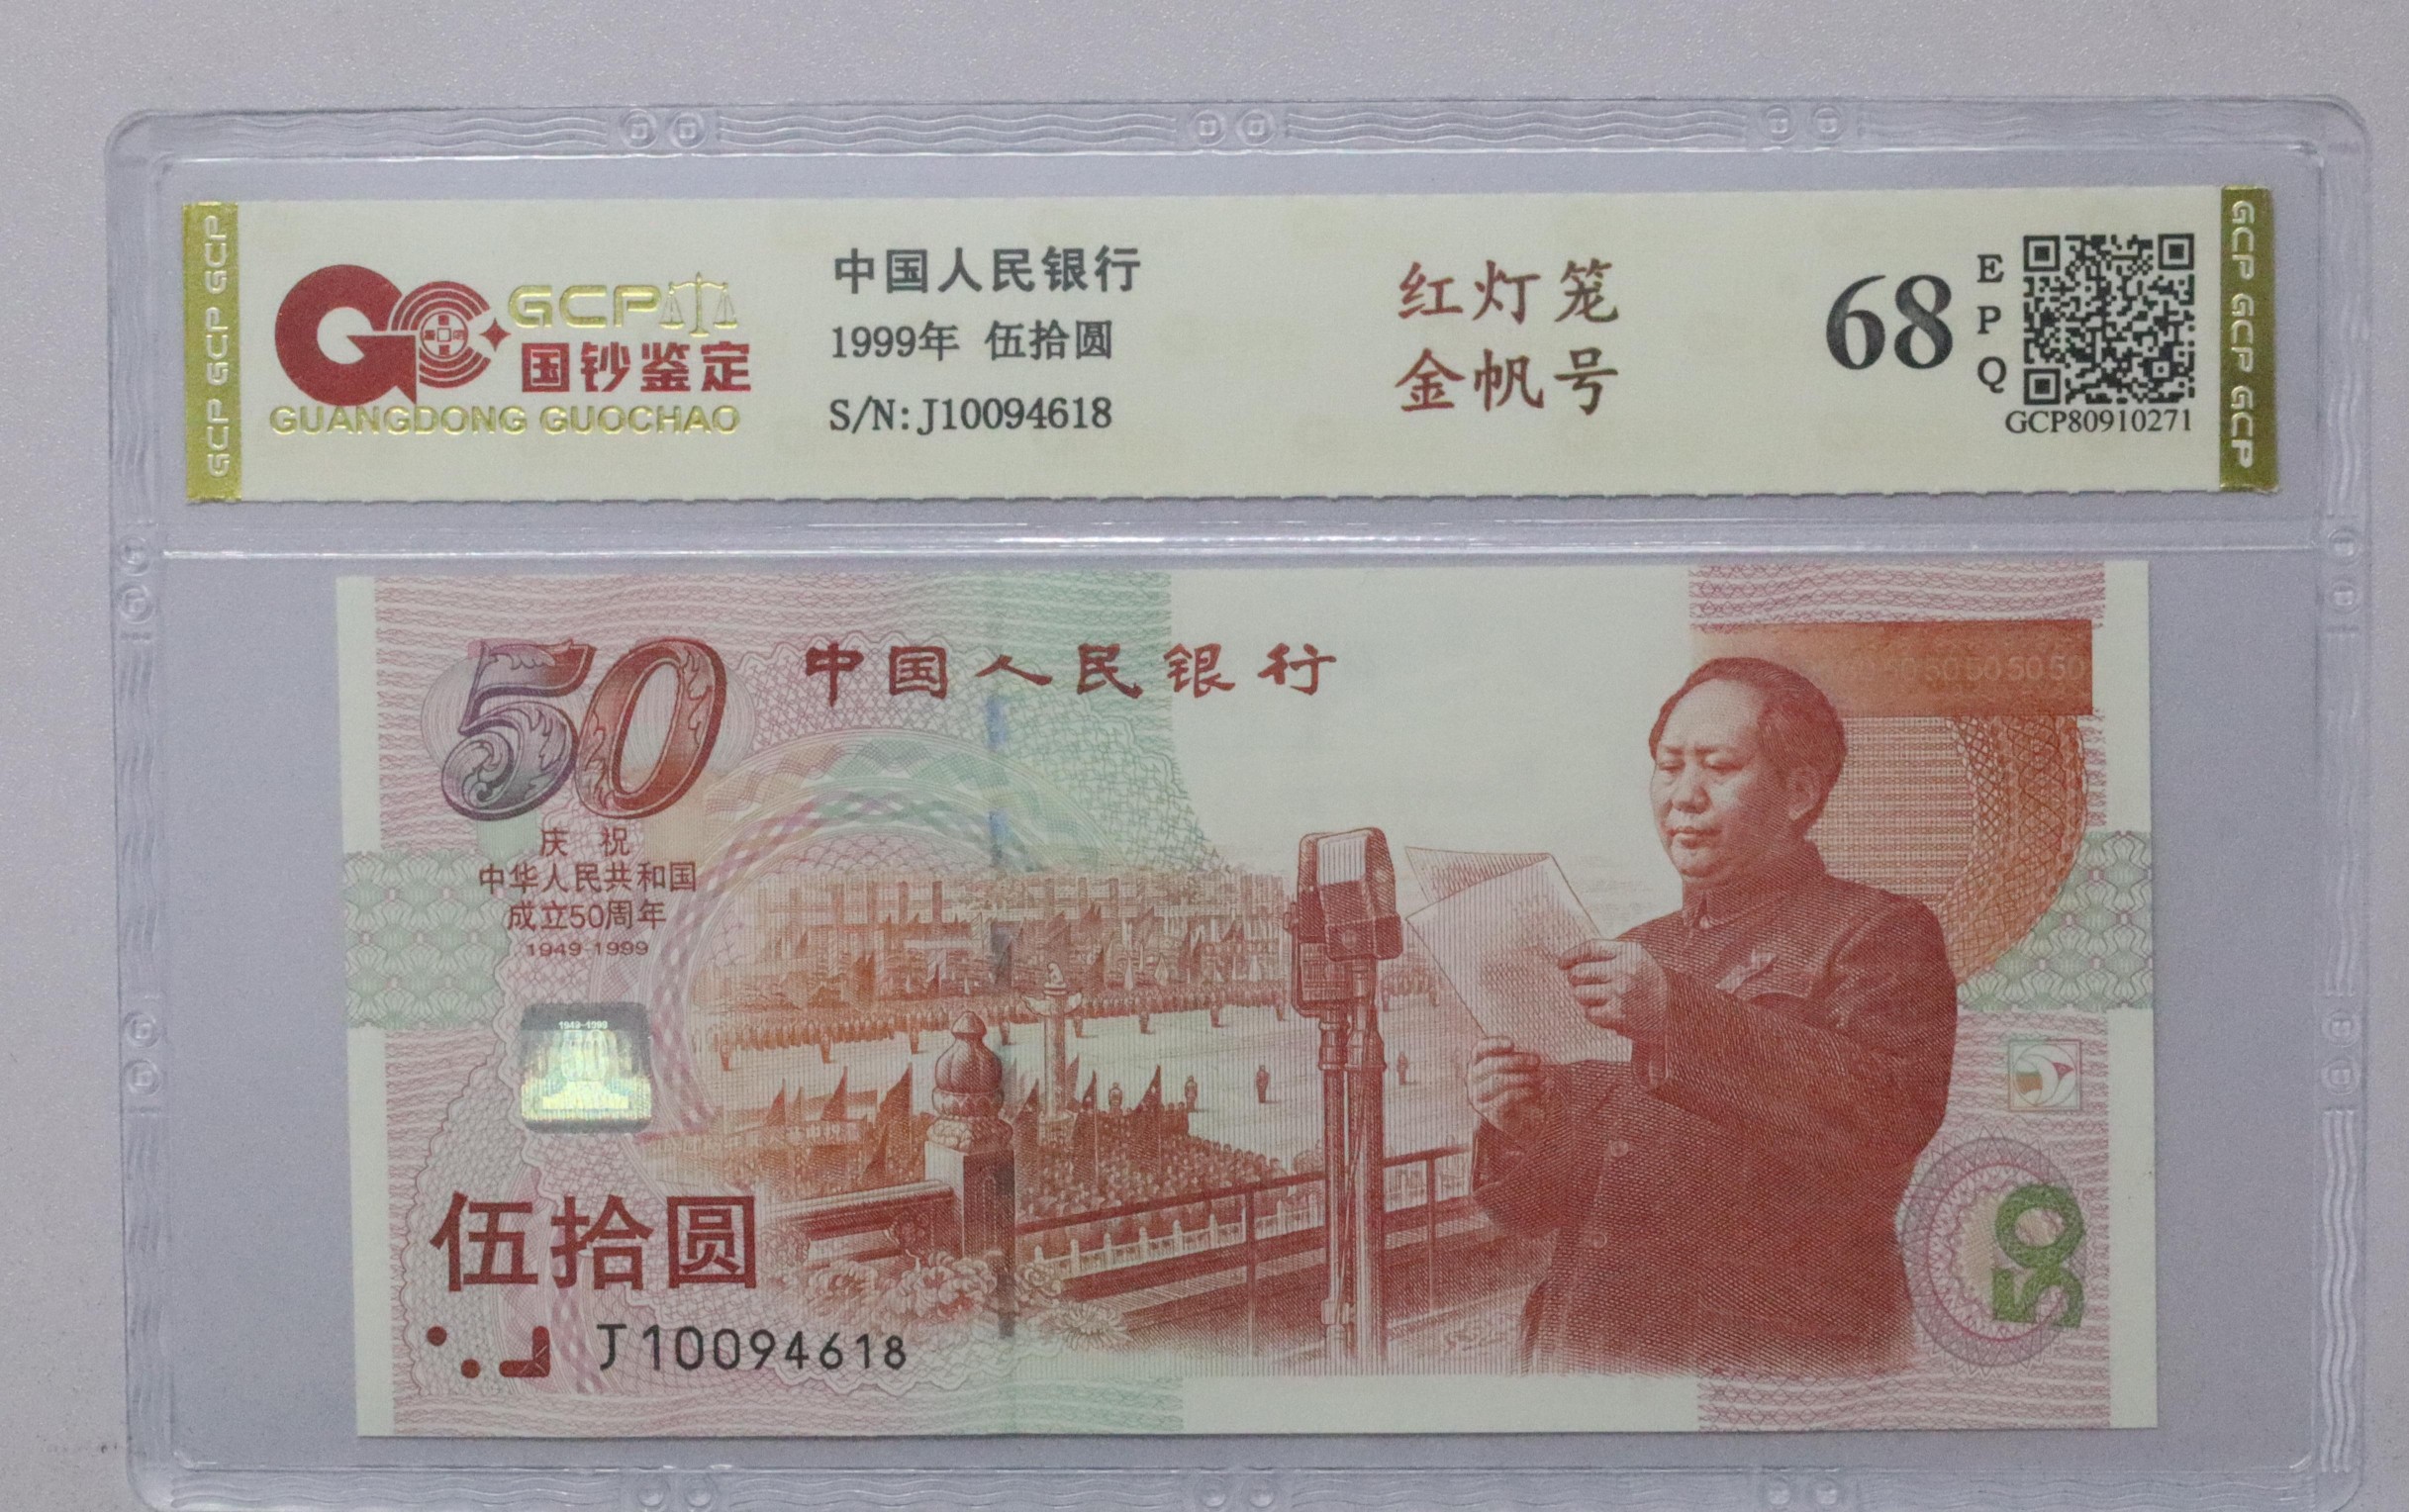 GCP GCP GCP
GCP
国钞鉴定
GUANGDONG GUOCHAO
中国人民银行
1999年 伍拾圆
S/N: J10094618
红灯笼
金帆号
68
E
P
Q
GCP80910271
GCP GCP GCP
50
中国人民银行
5050505050
庆祝
中华人民共和国
成立50周年
1949-1999
1949-1999
伍拾圆
J10094618
50